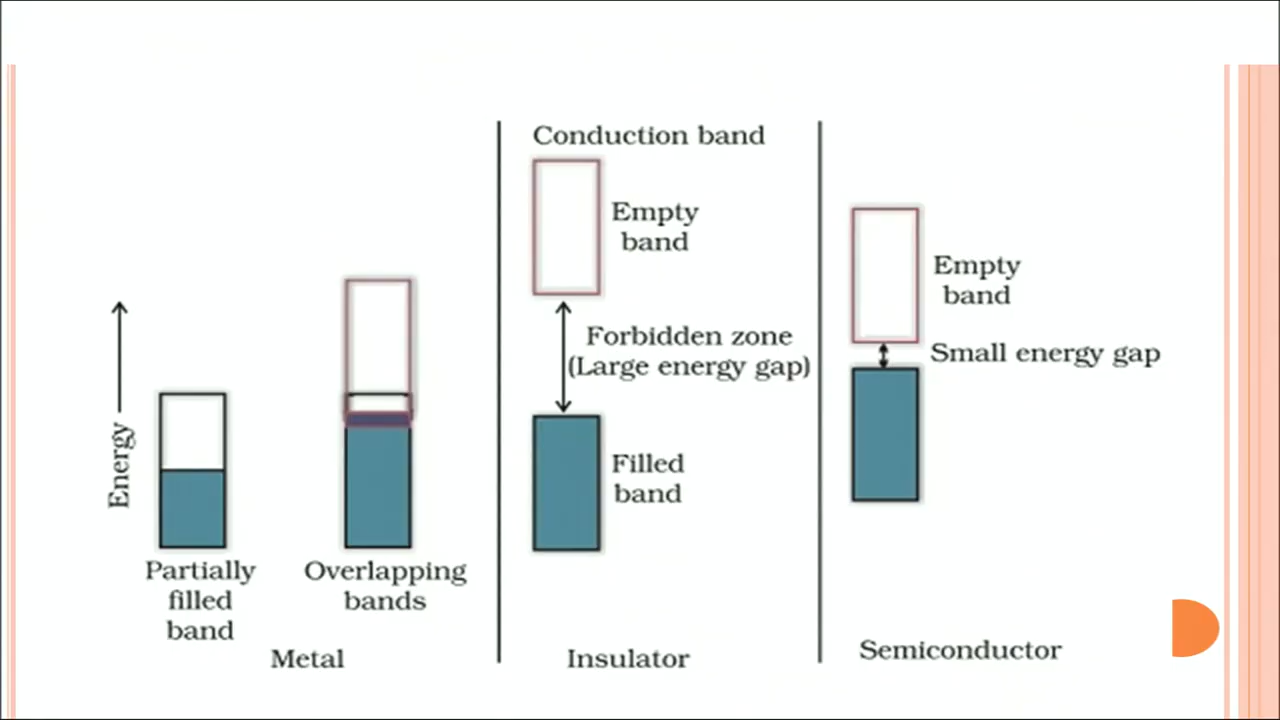 Energy
Partially
filled
band
Overlapping
bands
Metal
Conduction band
Empty
band
Forbidden zone
(Large energy gap)
Filled
band
Insulator
Empty
band
Small energy gap
Semiconductor